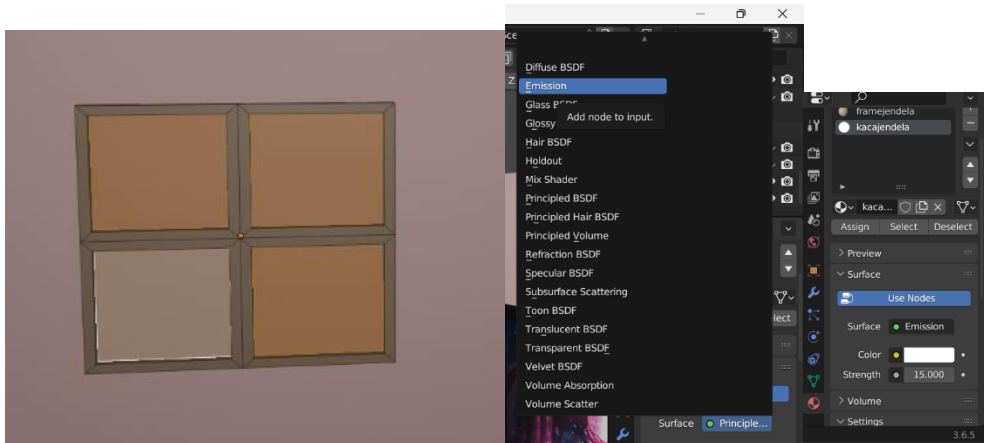 Diffuse BSDF
Emission
Add node to input.
Hair BSDF
Holdout
Mix Shader
Principled BSDF
Principled Hair BSDF
Principled Volume
Refraction BSDF
Specular BSDF
Subsurface Scattering
Toon BSDF
Translucent BSDF
Transparent BSDF
Velvet BSDF
Volume Absorption
Volume Scatter
Surface
Principle...
framejendela
kacajendela
kaca...
Assign Select Deselect
Preview
Surface
Use Nodes
Surface Emission
Color
Strength 15.000
Volume
Settings
3.6.5